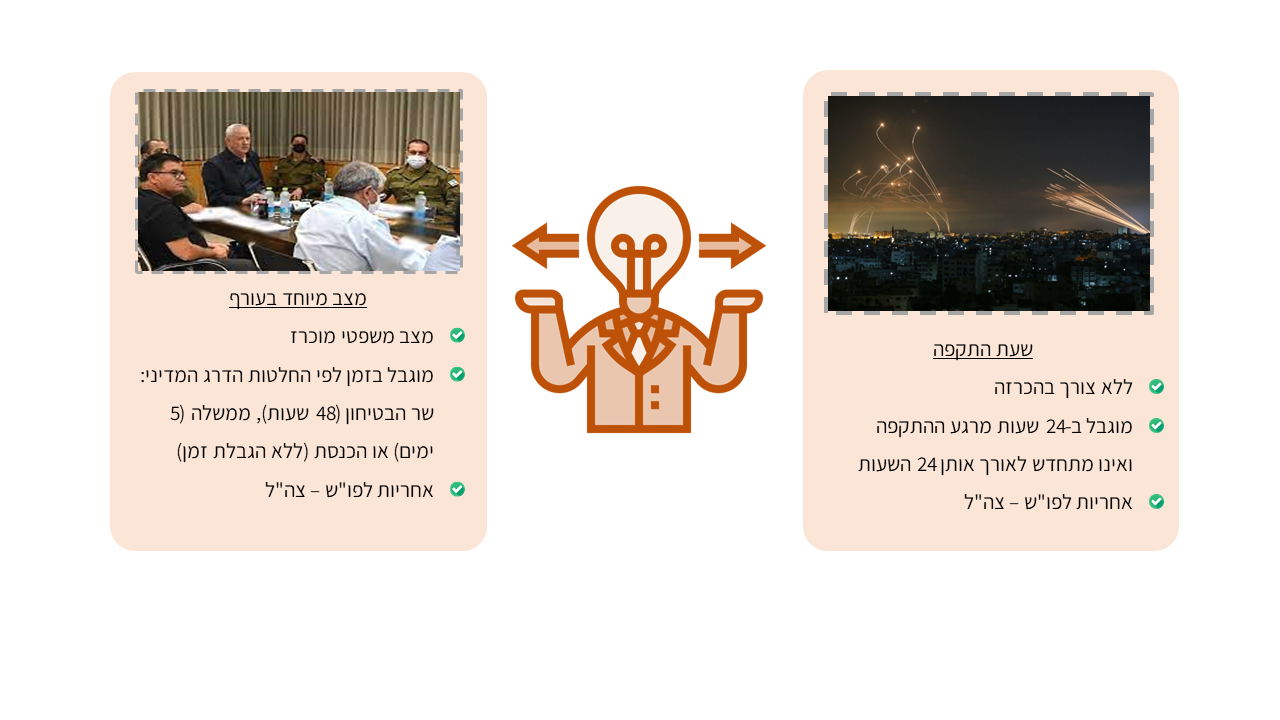 שעת התקפה
ללא צורך בהכרזה
מוגבל ב-24 שעות מרגע ההתקפה
ואינו מתחדש לאורך אותן 24 השעות
אחריות לפו"ש – צה"ל
מצב מיוחד בעורף
מצב משפטי מוכרז
מוגבל בזמן לפי החלטות הדרג המדיני:
שר הבטיחון (48 שעות), ממשלה (5
ימים) או הכנסת (ללא הגבלת זמן)
אחריות לפו"ש – צה"ל